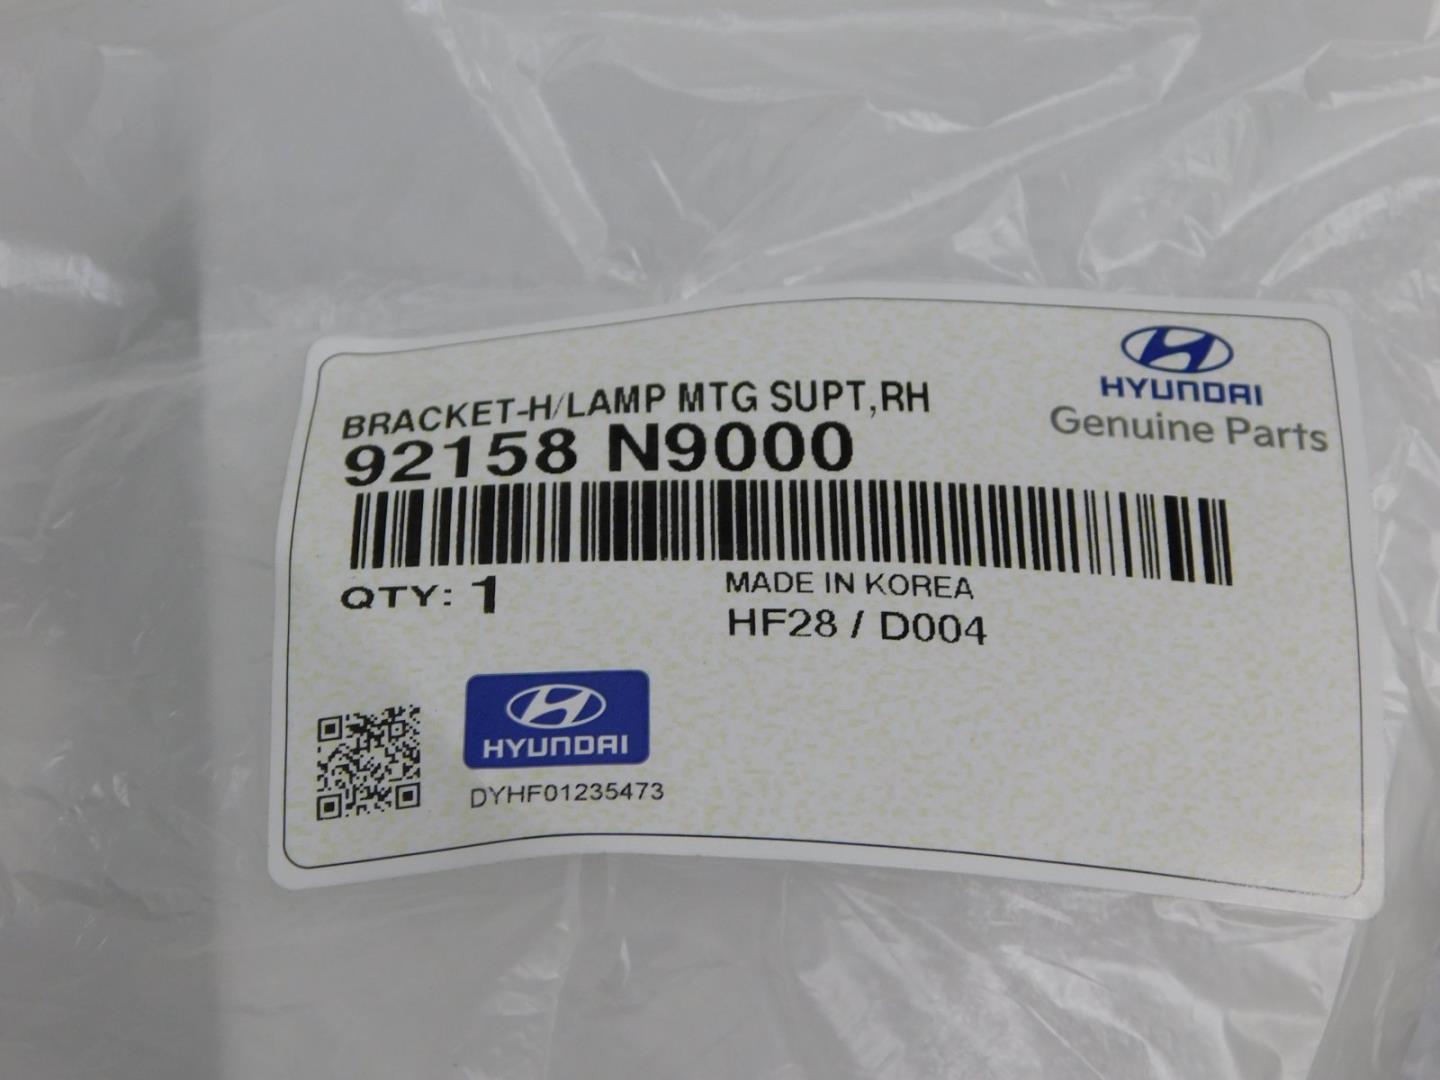 HYUNDAI
Genuine Parts
BRACKET-H/LAMP MTG SUPT,RH
92158 N9000
QTY: 1
MADE IN KOREA
HF28 / D004
HYUNDAI
DYHF01235473